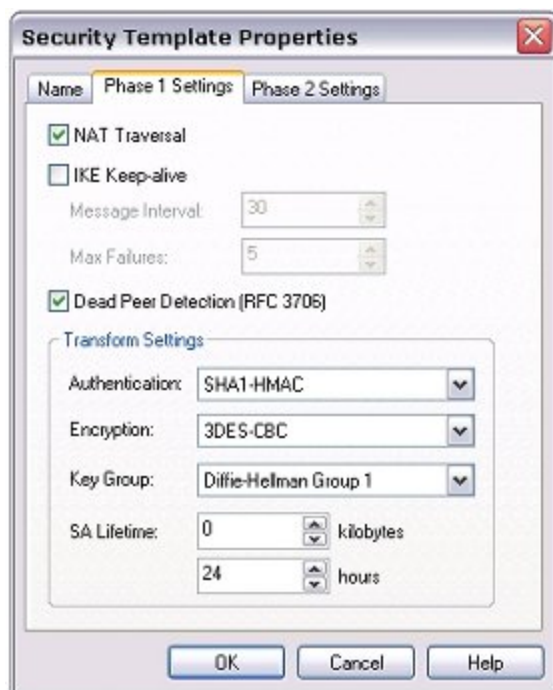 Security Template Properties
Name Phase 1 Settings Phase 2 Settings
NAT Traversal
IKE Keep-alive
Message Interval: 30
Max Failures: 5
Dead Peer Detection (RFC 3706)
Transform Settings
Authentication: SHA1-HMAC
Encryption: 3DES-CBC
Key Group: Diffie-Hellman Group 1
SA Lifetime: 0 kilobytes
24 hours
OK Cancel Help